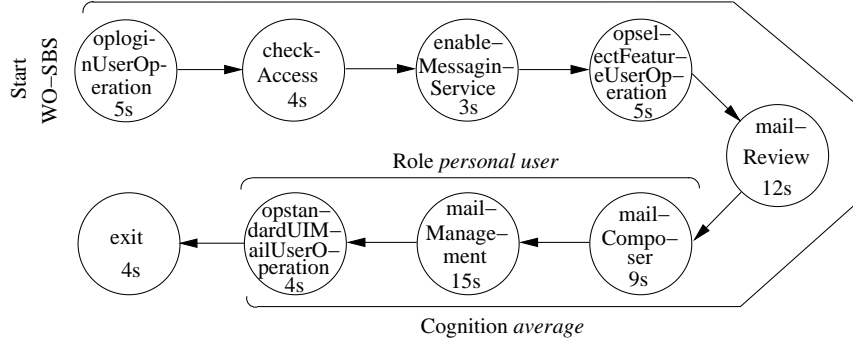 Start
WO–SBS
oplogi–
nUserOp–
eration
5s
check–
Access
4s
enable–
Messagin–
Service
3s
opsel–
ectFeatur–
eUserOp–
eration
5s
mail–
Review
12s
Role personal user
exit
4s
opstan–
dardUIM–
ailUserO–
peration
4s
mail–
Manage–
ment
15s
mail–
Compo–
ser
9s
Cognition average